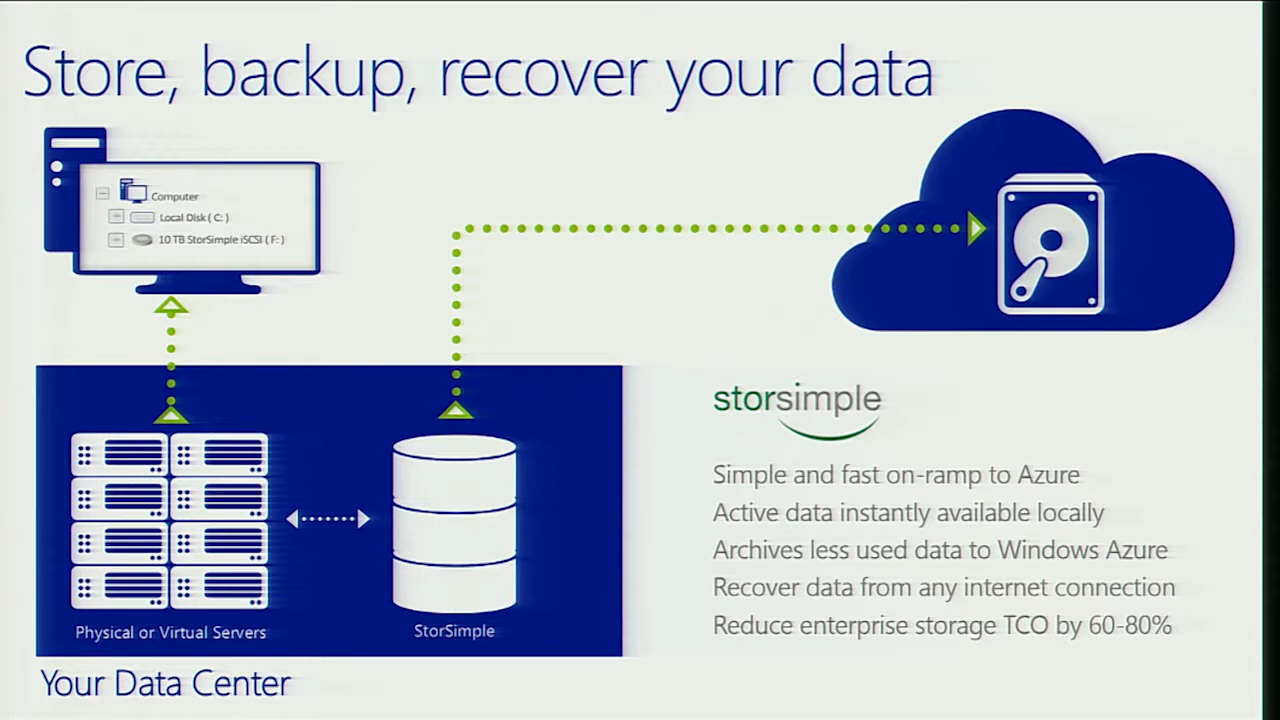 Store, backup, recover your data
Computer
Local Disk ( C: )
10 TB StorSimple iSCSI ( F: )
storsimple
Simple and fast on-ramp to Azure
Active data instantly available locally
Archives less used data to Windows Azure
Recover data from any internet connection
Reduce enterprise storage TCO by 60-80%
Physical or Virtual Servers
StorSimple
Your Data Center